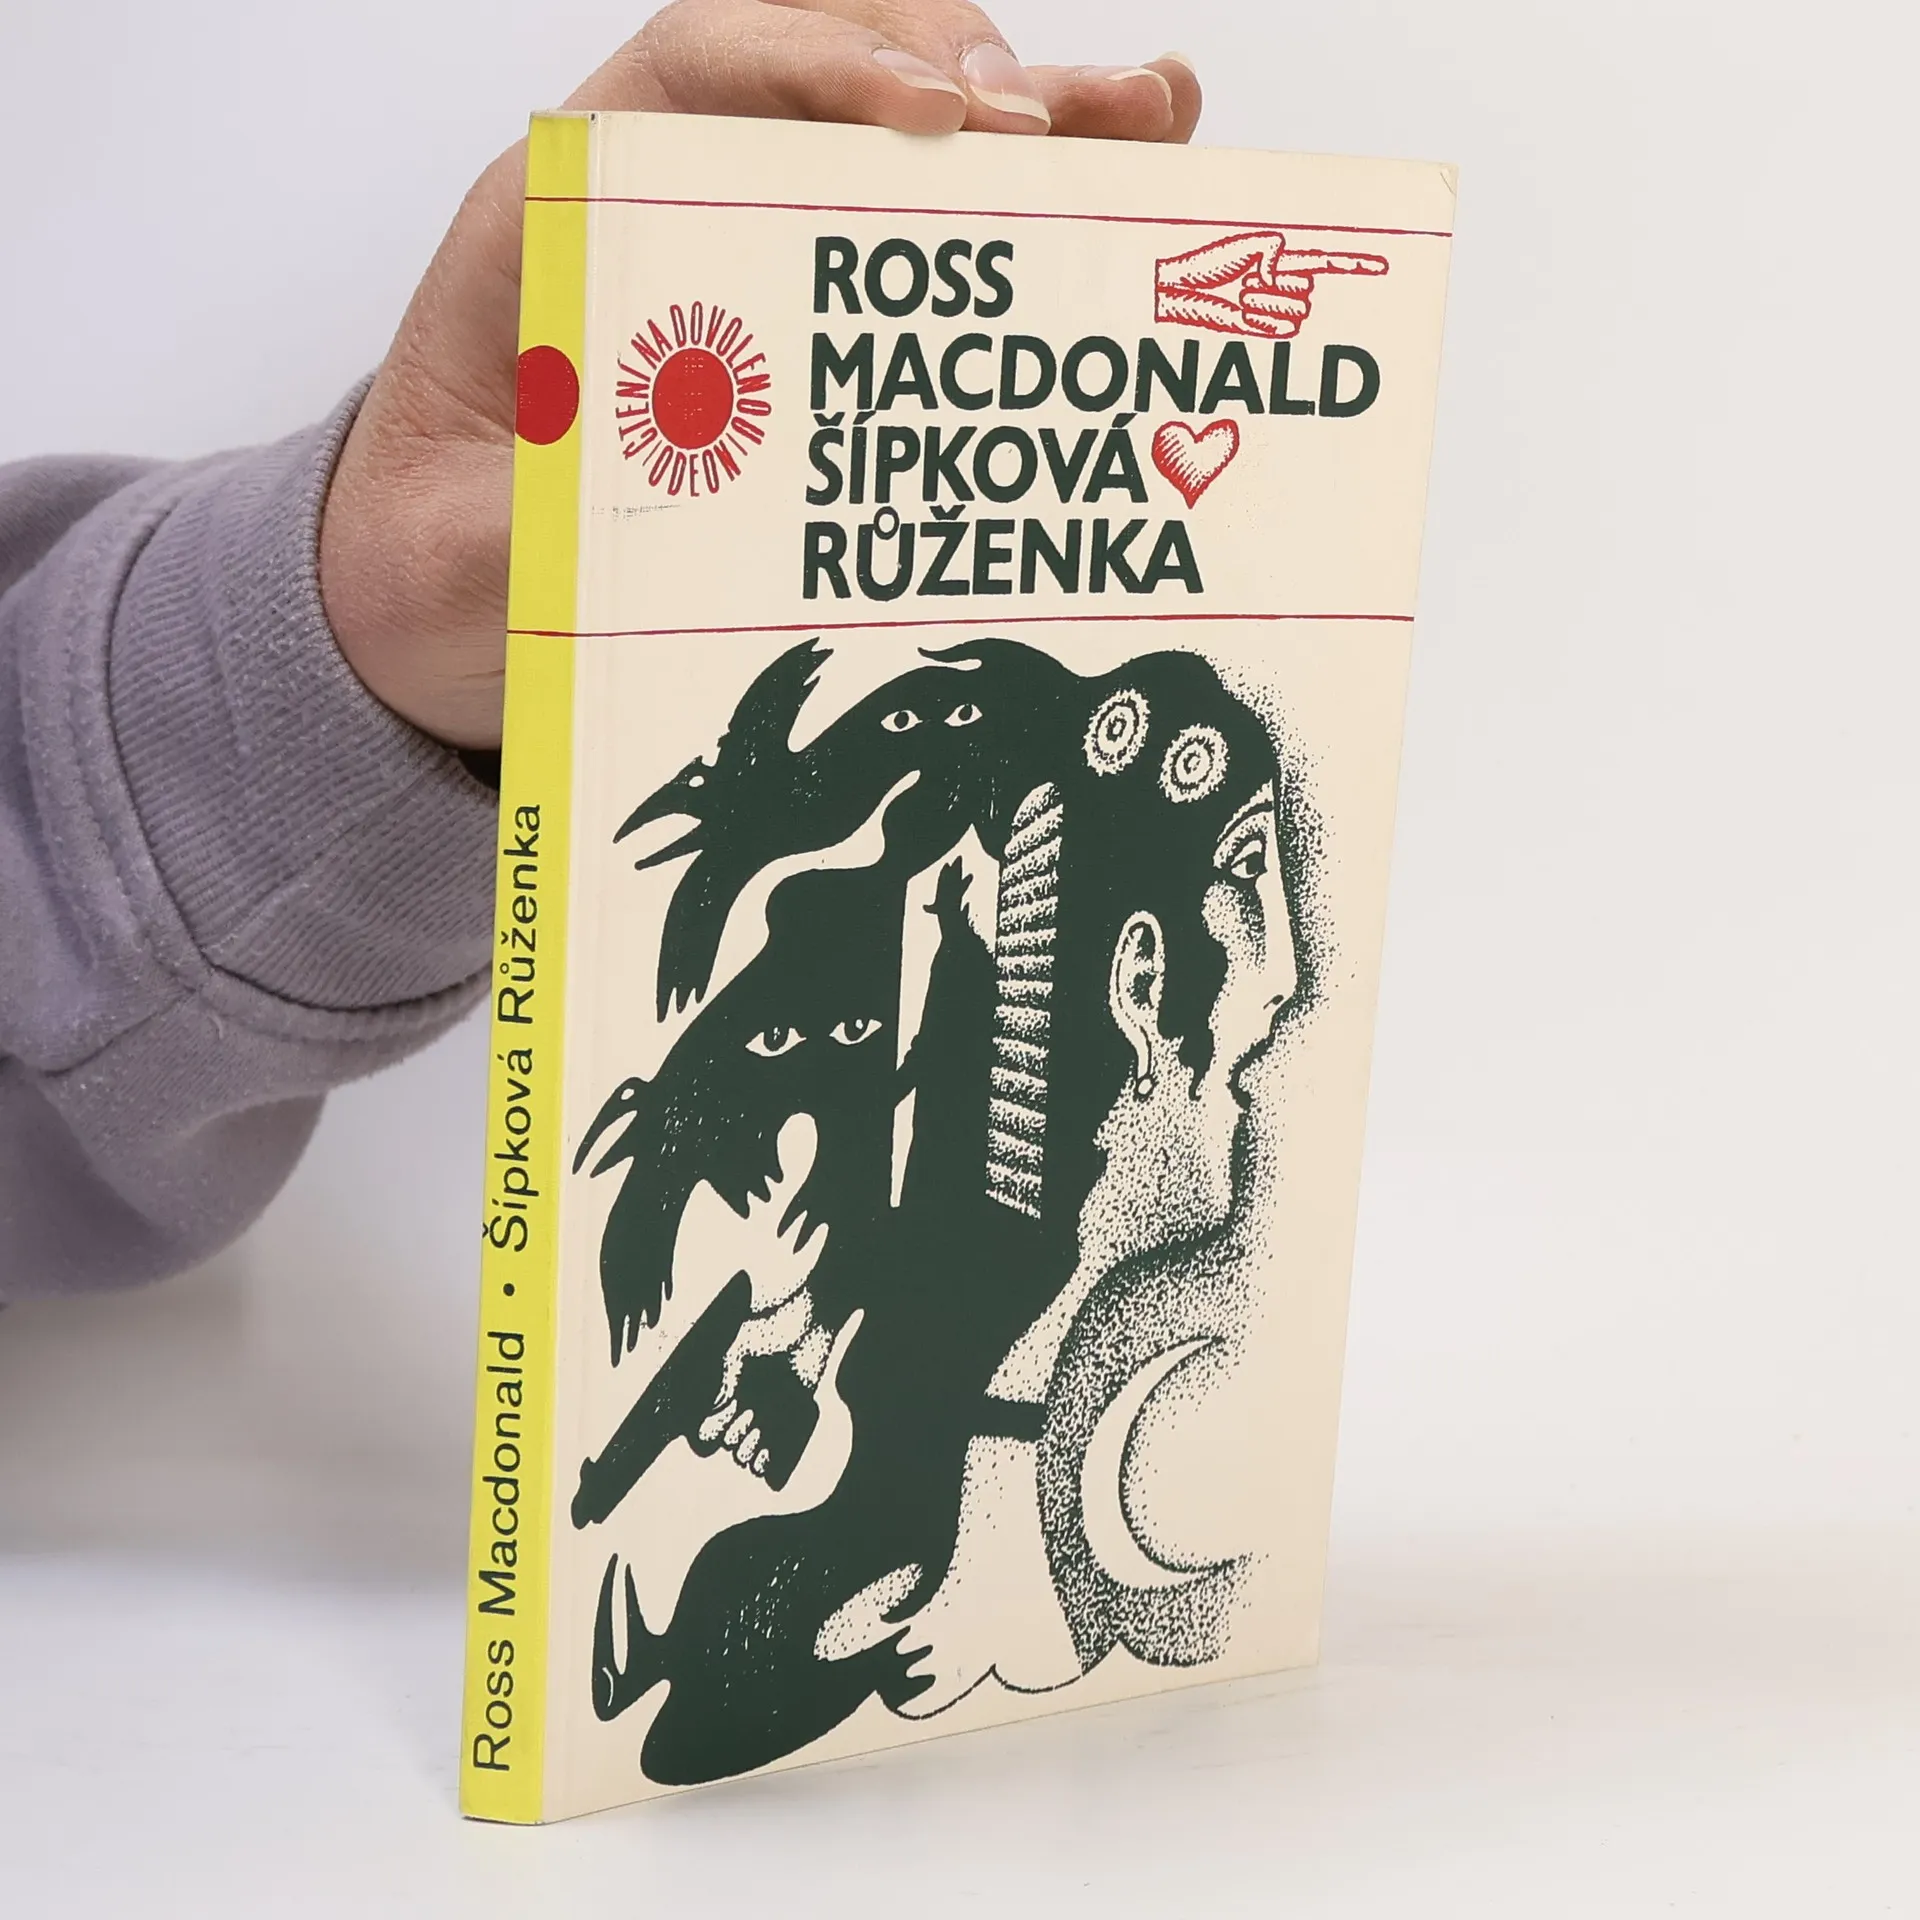 ROSS
MACDONALD
ŠÍPKOVÁ
RŮŽENKA
ČTENÍ NA DOVOLENOU
ODEON
Ross Macdonald • Šípková Růženka